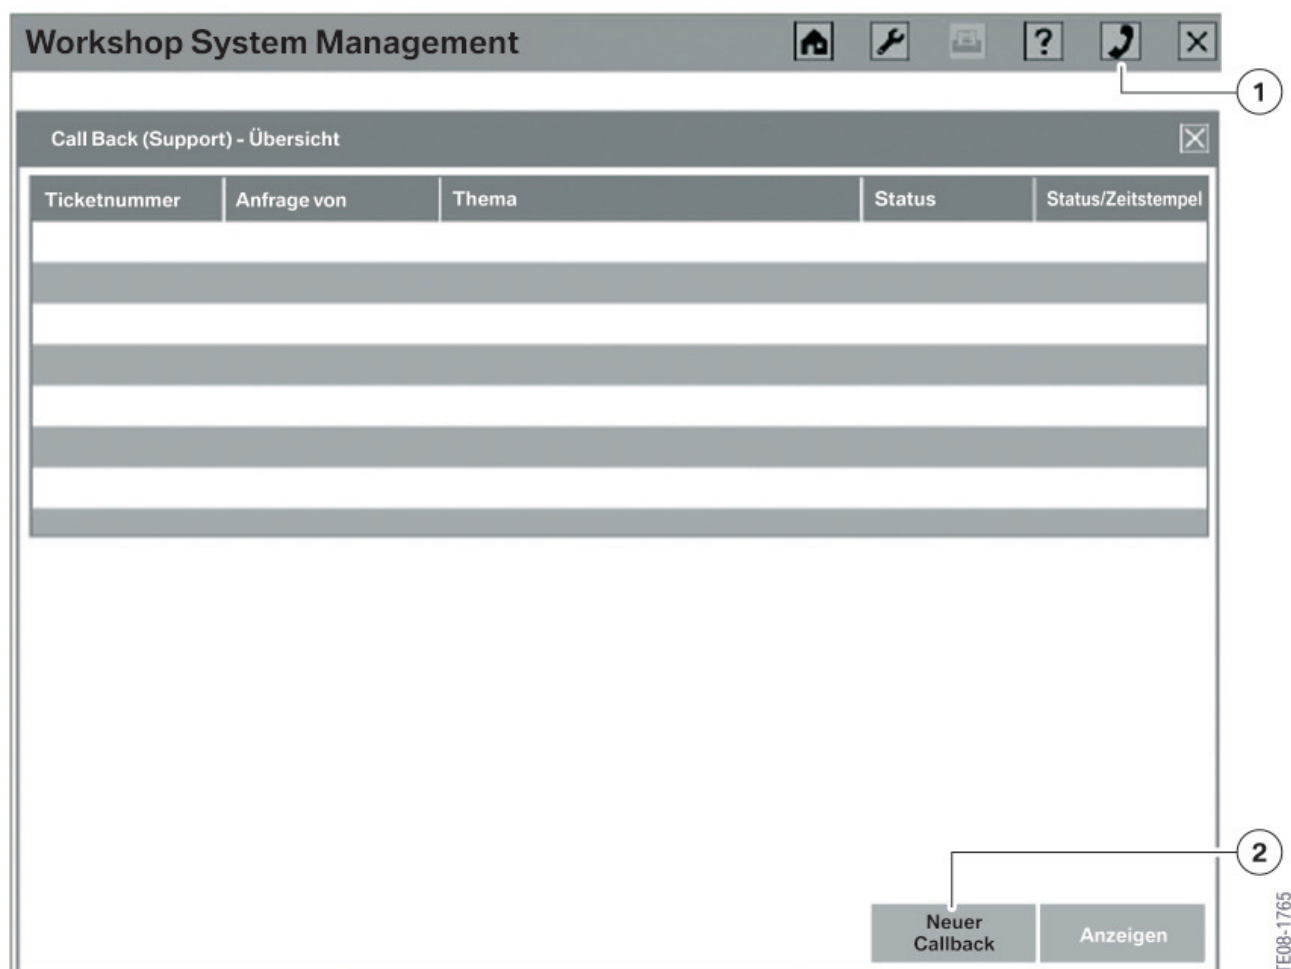 Workshop System Management
?
1
Call Back (Support) - Übersicht
Ticketnummer Anfrage von Thema Status Status/Zeitstempel
2
Neuer
Callback
Anzeigen
TE08-1765